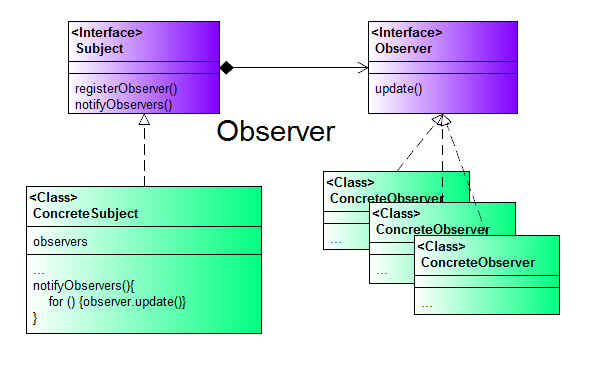 <Interface>
Subject
registerObserver()
notifyObservers()
<Interface>
Observer
update()
Observer
<Class>
ConcreteSubject
observers
...
notifyObservers(){
for () {observer.update()}
}
<Class>
ConcreteObserver
...
<Class>
ConcreteObserver
...
<Class>
ConcreteObserver
...